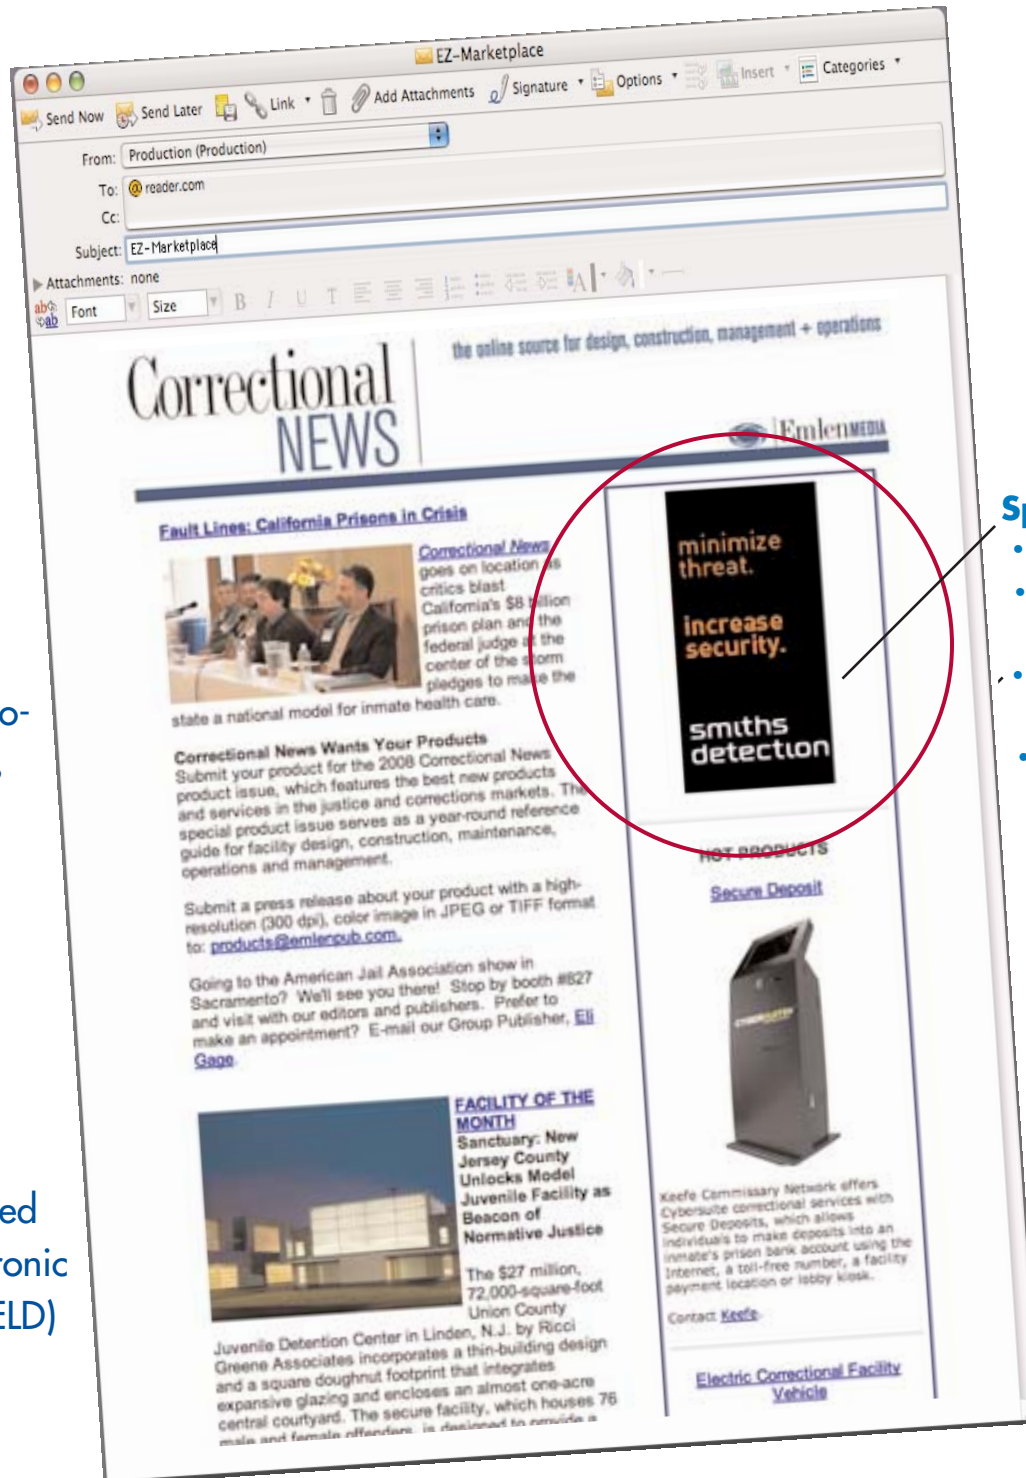 EZ-Marketplace
Send Now Send Later Link Add Attachments Signature Options Insert Categories
From: Production (Production)
To: @ reader.com
Cc:
Subject: EZ-Marketplace
Attachments: none
Font Size B I U T
Correctional
NEWS
the online source for design, construction, management + operations
EmlenMEDIA
Fault Lines: California Prisons in Crisis
Correctional News
goes on location as
critics blast
California's $8 billion
prison plan and the
federal judge at the
center of the storm
pledges to make the
state a national model for inmate health care.
Correctional News Wants Your Products
Submit your product for the 2008 Correctional News
product issue, which features the best new products
and services in the justice and corrections markets. The
special product issue serves as a year-round reference
guide for facility design, construction, maintenance,
operations and management.
Submit a press release about your product with a high-
resolution (300 dpi), color image in JPEG or TIFF format
to: products@emlenpub.com.
Going to the American Jail Association show in
Sacramento? We'll see you there! Stop by booth #827
and visit with our editors and publishers. Prefer to
make an appointment? E-mail our Group Publisher, Eli
Gage.
FACILITY OF THE
MONTH
Sanctuary: New
Jersey County
Unlocks Model
Juvenile Facility as
Beacon of
Normative Justice
The $27 million,
72,000-square-foot
Union County
Juvenile Detention Center in Linden, N.J. by Ricci
Greene Associates incorporates a thin-building design
and a square doughnut footprint that integrates
expansive glazing and encloses an almost one-acre
central courtyard. The secure facility, which houses 76
male and female offenders, is designed to provide a
minimize
threat.
increase
security.
smiths
detection
HOT PRODUCTS
Secure Deposit
Keefe Commissary Network offers
Cybersuite correctional services with
Secure Deposits, which allows
individuals to make deposits into an
inmate's prison bank account using the
Internet, a toll-free number, a facility
payment location or lobby kiosk.
Contact Keefe.
Electric Correctional Facility
Vehicle
Sp
o-
ed
ronic
ELD)